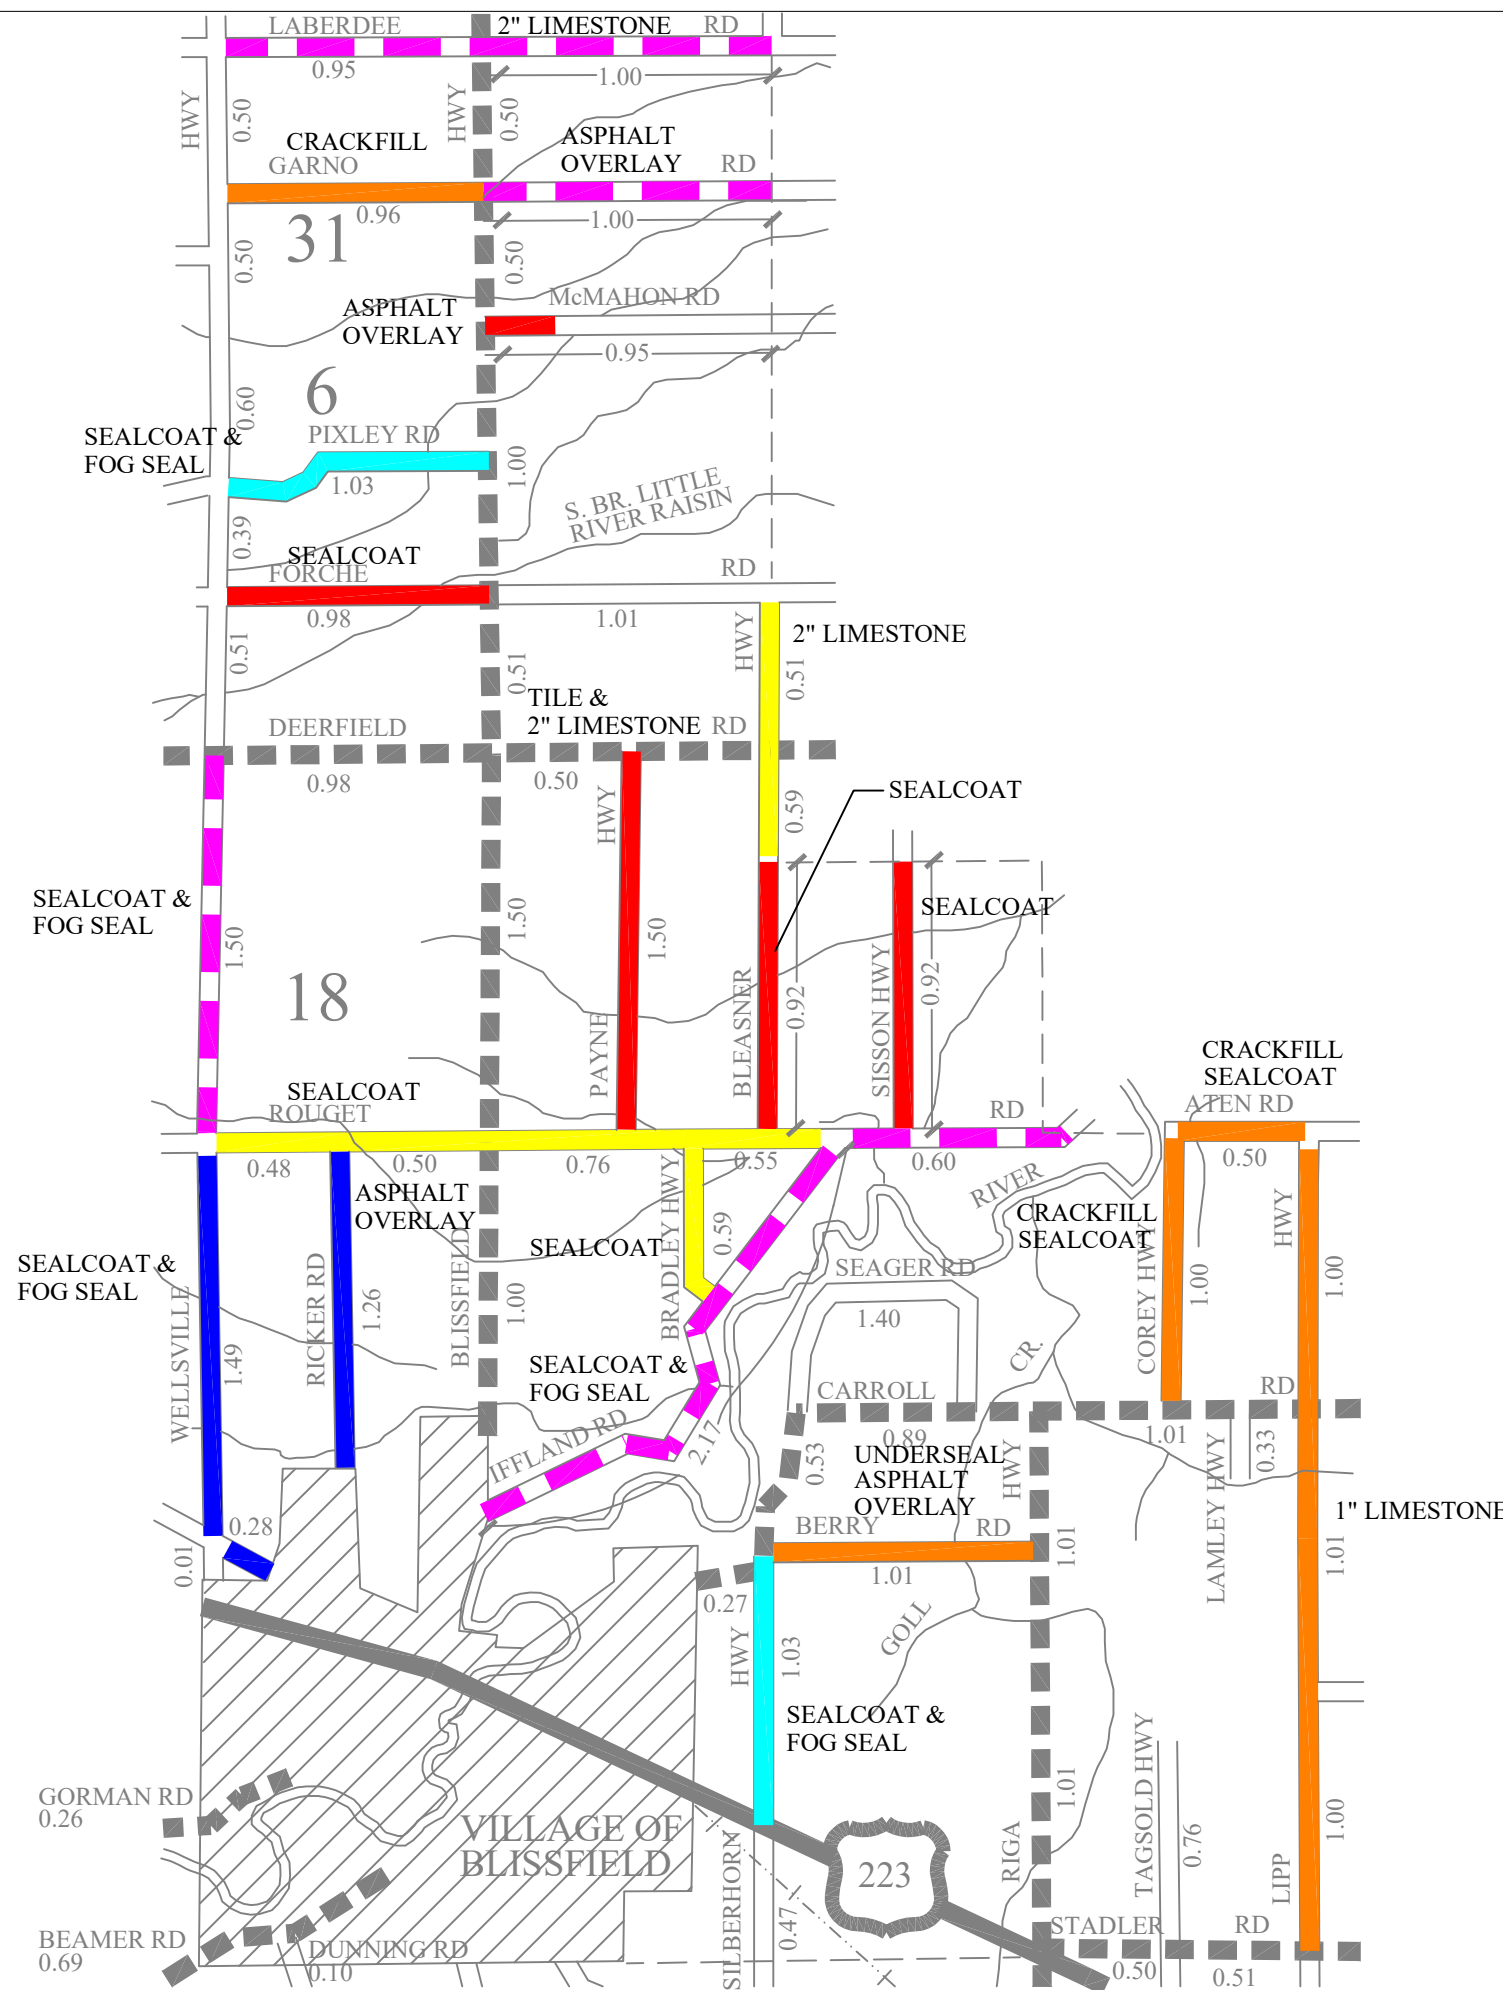 LABERDEE
2" LIMESTONE
RD
0.95
1.00
HWY
0.50
HWY
0.50
CRACKFILL
GARNO
ASPHALT
OVERLAY
RD
0.96
1.00
31
0.50
0.50
ASPHALT
OVERLAY
McMAHON RD
0.95
6
0.60
SEALCOAT &
FOG SEAL
PIXLEY RD
1.03
1.00
S. BR. LITTLE
RIVER RAISIN
0.39
SEALCOAT
FORCHE
RD
0.98
1.01
0.51
0.51
HWY
2" LIMESTONE
0.51
TILE &
2" LIMESTONE
RD
DEERFIELD
0.98
0.50
HWY
0.59
SEALCOAT
SEALCOAT &
FOG SEAL
1.50
1.50
1.50
SEALCOAT
18
PAYNE
BLEASNER
0.92
SISSON HWY
0.92
CRACKFILL
SEALCOAT
ATEN RD
SEALCOAT
ROUGET
RD
0.48
0.50
0.76
0.55
0.60
0.50
RIVER
ASPHALT
OVERLAY
SEALCOAT
BRADLEY HWY
0.59
CRACKFILL
SEALCOAT
COREY HWY
1.00
HWY
1.00
SEALCOAT &
FOG SEAL
WELLSVILLE
1.49
RICKER RD
1.26
BLISSFIELD
1.00
SEAGER RD
1.40
CR.
SEALCOAT &
FOG SEAL
IFFLAND RD
2.17
CARROLL
RD
0.89
1.01
0.53
UNDERSEAL
ASPHALT
OVERLAY
HWY
LAMLEY HWY
0.33
1" LIMESTONE
0.28
0.01
BERRY
RD
1.01
1.01
1.01
0.27
HWY
1.03
GOLL
SEALCOAT &
FOG SEAL
GORMAN RD
0.26
VILLAGE OF
BLISSFIELD
SILBERHORN
0.47
223
RIGA
1.01
TAGSOLD HWY
0.76
LIPP
1.00
BEAMER RD
0.69
DUNNING RD
0.10
STADLER
RD
0.50
0.51